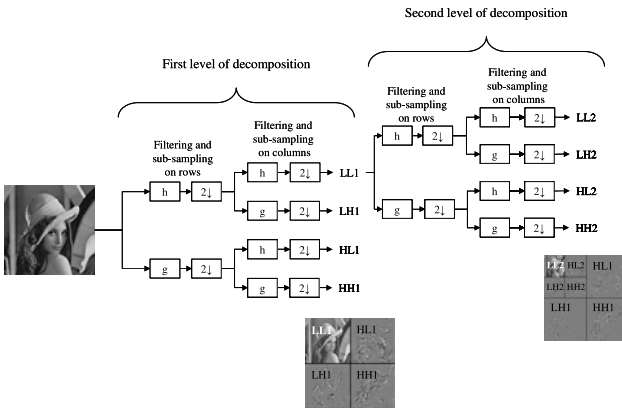 Second level of decomposition
First level of decomposition
Filtering and
sub-sampling
on rows
Filtering and
sub-sampling
on columns
h 2↓ LL2
h 2↓
g 2↓ LH2
h 2↓ HL2
g 2↓
g 2↓ HH2
Filtering and
sub-sampling
on rows
Filtering and
sub-sampling
on columns
h 2↓ LL1
h 2↓
g 2↓ LH1
h 2↓ HL1
g 2↓
g 2↓ HH1
LL2 HL2 HL1
LH2 HH2
LH1 HH1
LL1 HL1
LH1 HH1